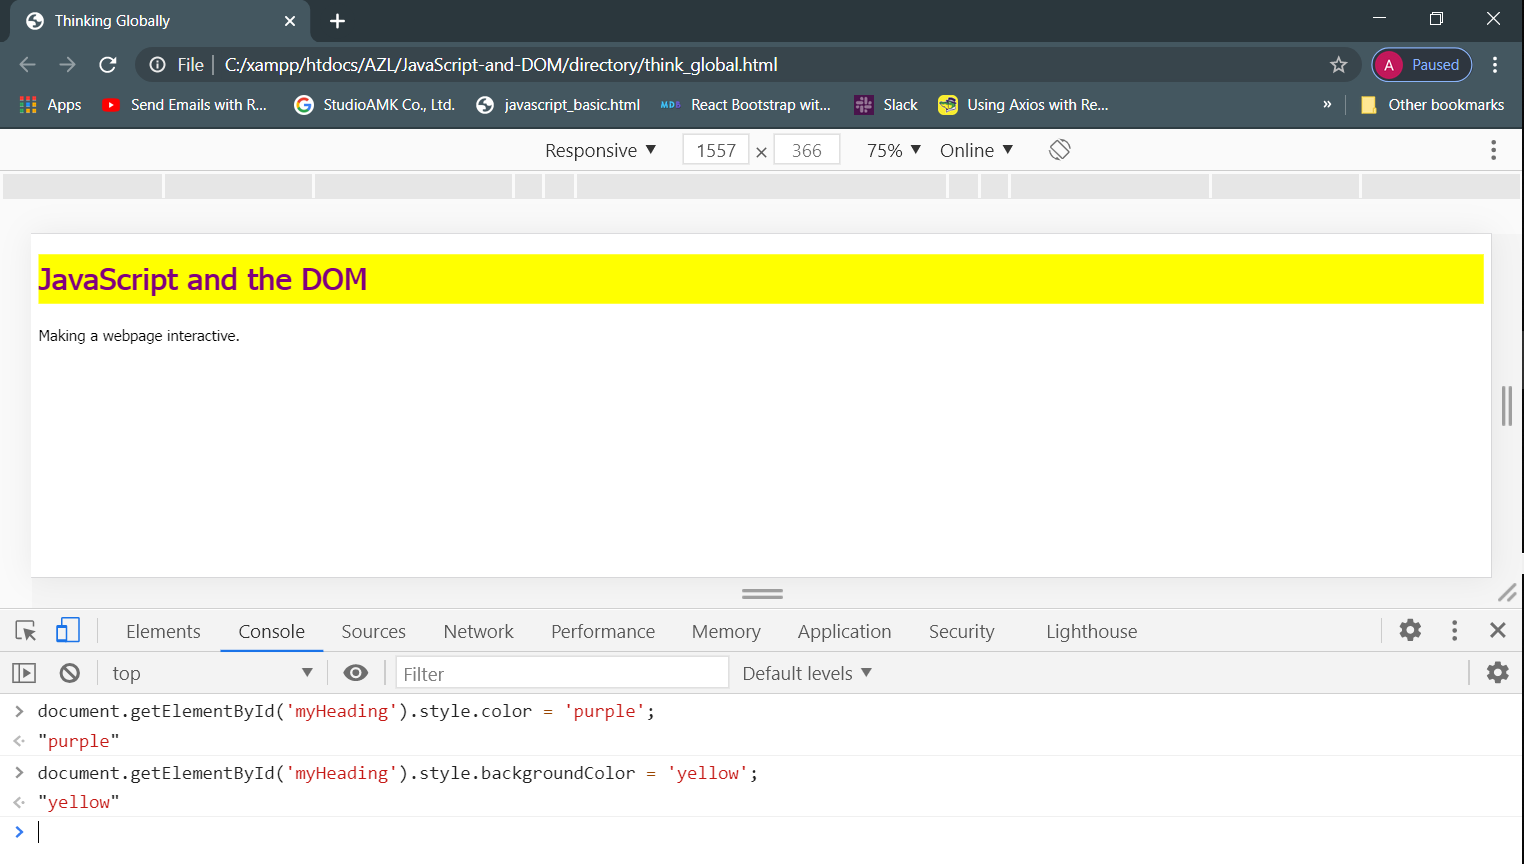 Thinking Globally
File C:/xampp/htdocs/AZL/JavaScript-and-DOM/directory/think_global.html A Paused
Apps Send Emails with R... StudioAMK Co., Ltd. javascript_basic.html MDB React Bootstrap wit... Slack Using Axios with Re... » Other bookmarks
Responsive ▼ 1557 × 366 75% ▼ Online ▼
JavaScript and the DOM
Making a webpage interactive.
Elements Console Sources Network Performance Memory Application Security Lighthouse
top ▼ Filter Default levels ▼
> document.getElementById('myHeading').style.color = 'purple';
"purple"
> document.getElementById('myHeading').style.backgroundColor = 'yellow';
"yellow"
>